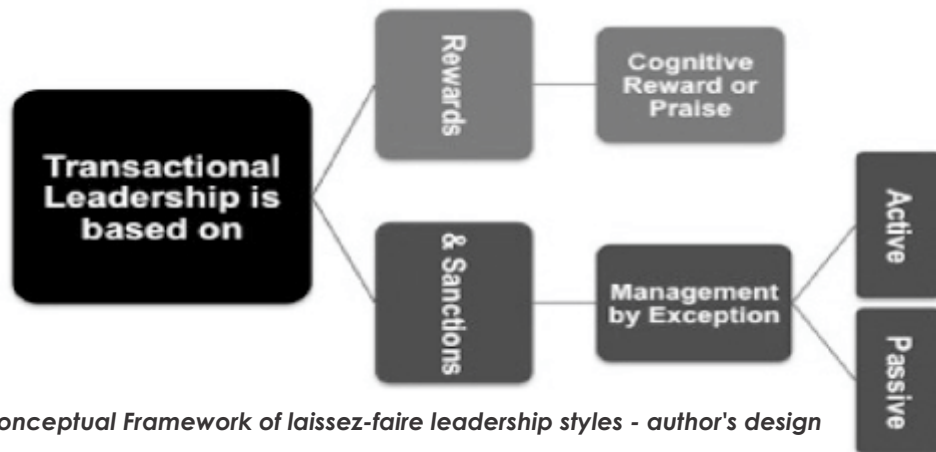 Transactional
Leadership is
based on
Rewards
Cognitive
Reward or
Praise
& Sanctions
Management
by Exception
Active
Passive
onceptual Framework of laissez-faire leadership styles - author's design